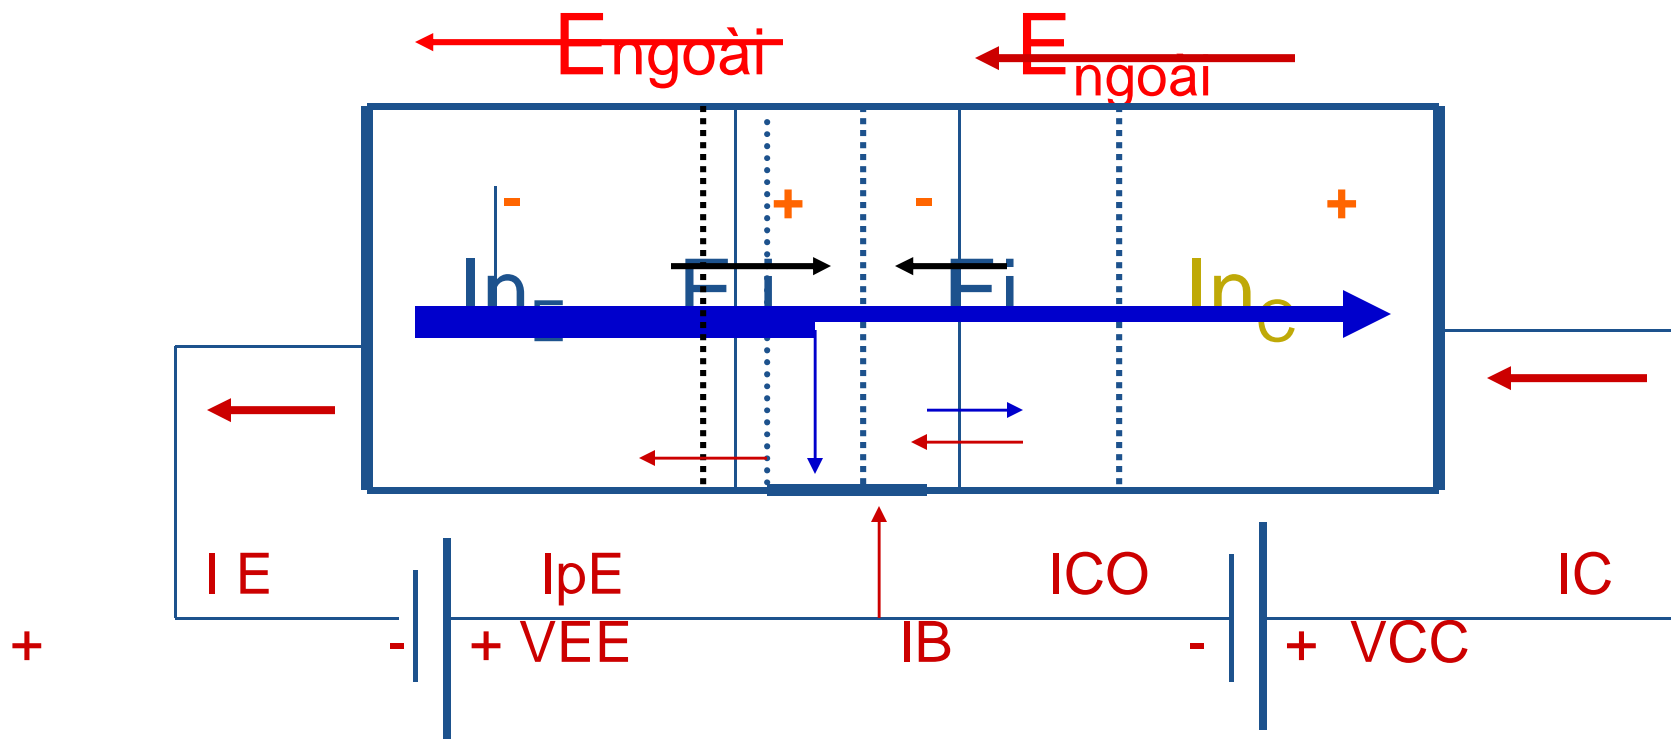 Engoài Engoài
- + - +
InE Ei Ei InC
I E IpE ICO IC
+ - + VEE IB - + VCC